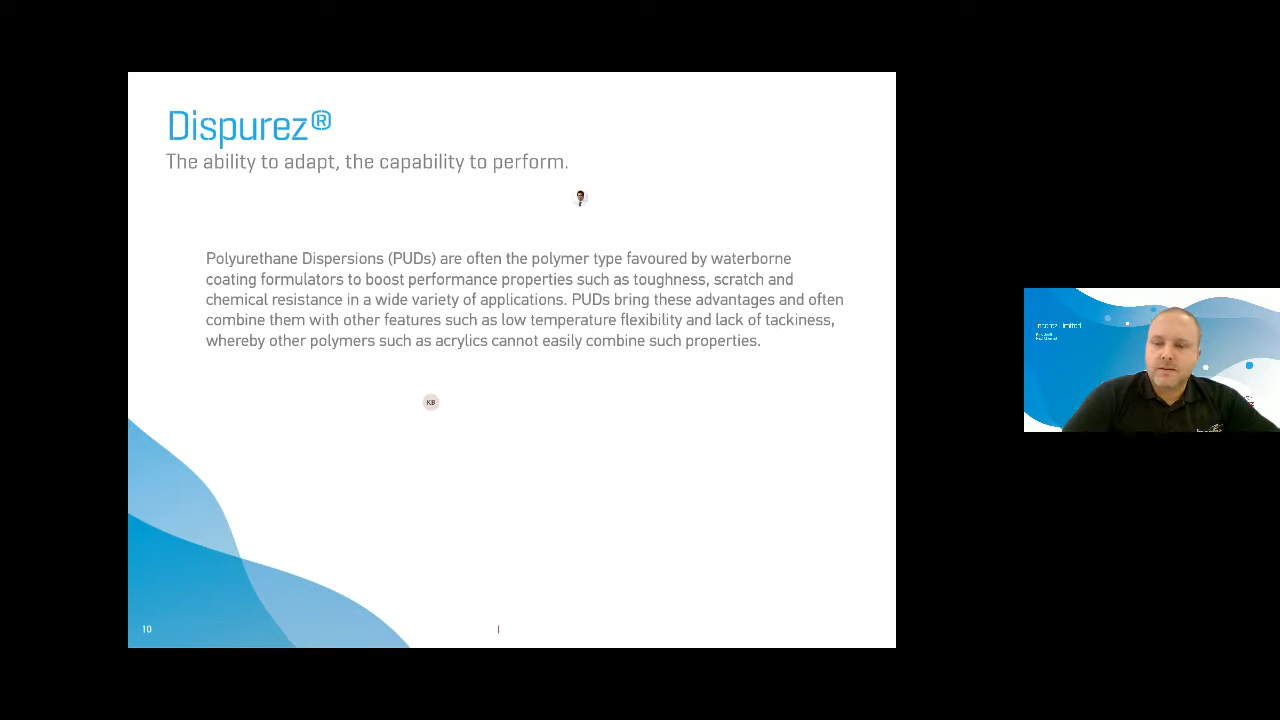 Dispurez®
The ability to adapt, the capability to perform.
Polyurethane Dispersions (PUDs) are often the polymer type favoured by waterborne
coating formulators to boost performance properties such as toughness, scratch and
chemical resistance in a wide variety of applications. PUDs bring these advantages and often
combine them with other features such as low temperature flexibility and lack of tackiness,
whereby other polymers such as acrylics cannot easily combine such properties.
KB
10
Incorez Limited